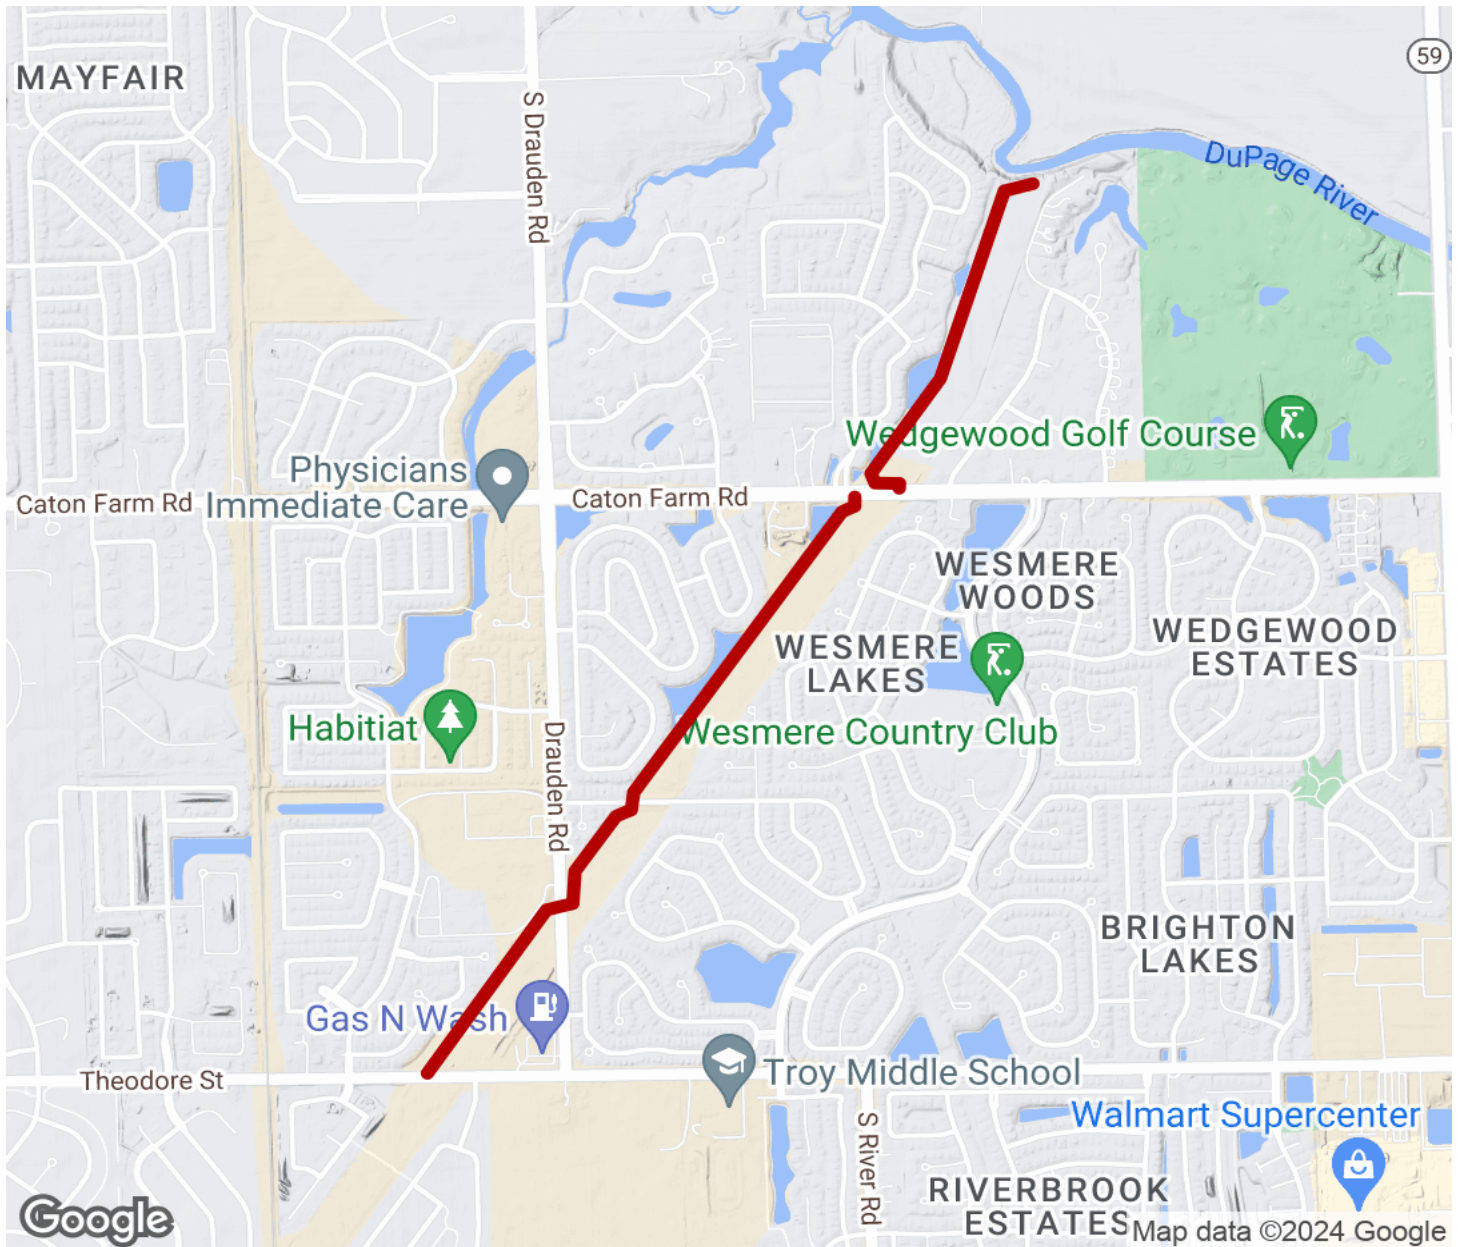 MAYFAIR
59
S Drauden Rd
DuPage River
Wedgewood Golf Course
Physicians
Immediate Care
Caton Farm Rd
Caton Farm Rd
WESMERE
WOODS
WEDGEWOOD
ESTATES
WESMERE
LAKES
Habitiat
Wesmere Country Club
Drauden Rd
BRIGHTON
LAKES
Gas N Wash
Theodore St
Troy Middle School
Walmart Supercenter
S River Rd
RIVERBROOK
ESTATES
Google
Map data ©2024 Google